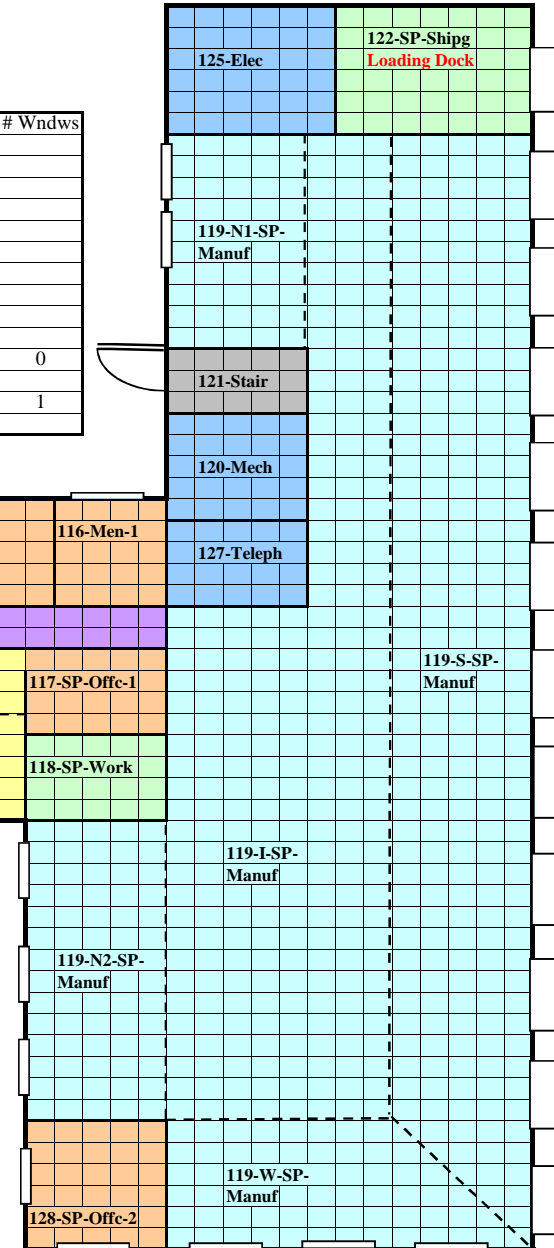 122-SP-Shipg
125-Elec
Loading Dock
# Wndws
119-N1-SP-
Manuf
0
121-Stair
1
120-Mech
116-Men-1
127-Teleph
119-S-SP-
Manuf
117-SP-Offc-1
118-SP-Work
119-I-SP-
Manuf
119-N2-SP-
Manuf
119-W-SP-
Manuf
128-SP-Offc-2